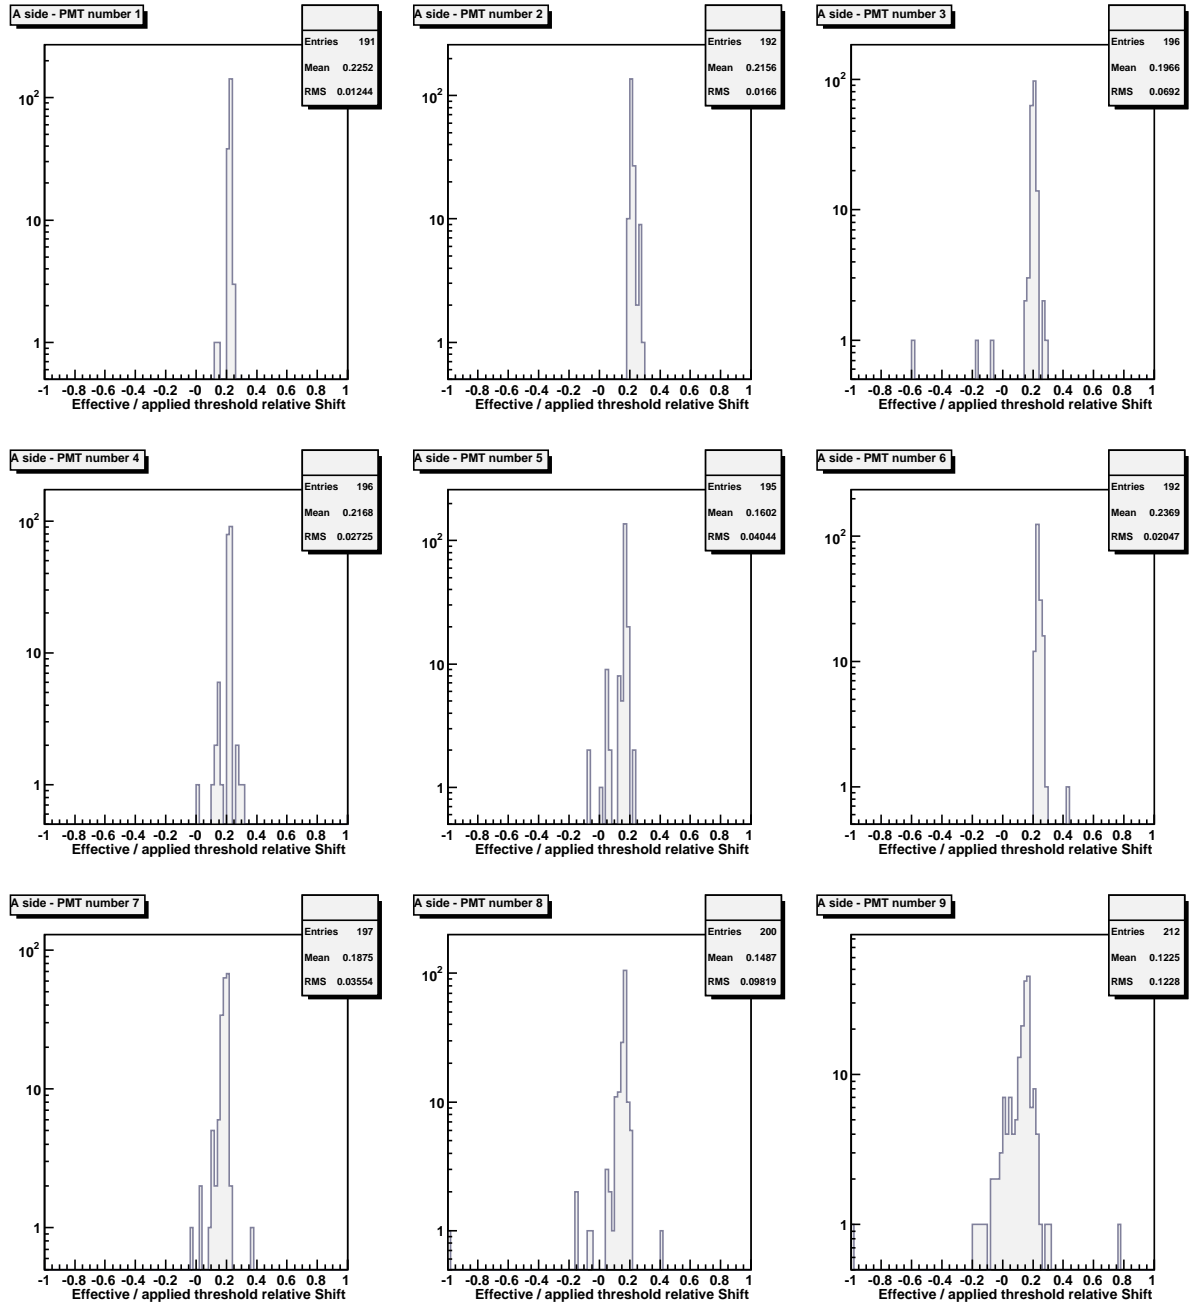 A side - PMT number 1
Entries 191
Mean 0.2252
RMS 0.01244
10²
10
1
-1 -0.8 -0.6 -0.4 -0.2 -0 0.2 0.4 0.6 0.8 1
Effective / applied threshold relative Shift
A side - PMT number 2
Entries 192
Mean 0.2156
RMS 0.0166
10²
10
1
-1 -0.8 -0.6 -0.4 -0.2 -0 0.2 0.4 0.6 0.8 1
Effective / applied threshold relative Shift
A side - PMT number 3
Entries 196
Mean 0.1966
RMS 0.0692
10²
10
1
-1 -0.8 -0.6 -0.4 -0.2 -0 0.2 0.4 0.6 0.8 1
Effective / applied threshold relative Shift
A side - PMT number 4
Entries 196
Mean 0.2168
RMS 0.02725
10²
10
1
-1 -0.8 -0.6 -0.4 -0.2 -0 0.2 0.4 0.6 0.8 1
Effective / applied threshold relative Shift
A side - PMT number 5
Entries 195
Mean 0.1602
RMS 0.04044
10²
10
1
-1 -0.8 -0.6 -0.4 -0.2 -0 0.2 0.4 0.6 0.8 1
Effective / applied threshold relative Shift
A side - PMT number 6
Entries 192
Mean 0.2369
RMS 0.02047
10²
10
1
-1 -0.8 -0.6 -0.4 -0.2 -0 0.2 0.4 0.6 0.8 1
Effective / applied threshold relative Shift
A side - PMT number 7
Entries 197
Mean 0.1875
RMS 0.03554
10²
10
1
-1 -0.8 -0.6 -0.4 -0.2 -0 0.2 0.4 0.6 0.8 1
Effective / applied threshold relative Shift
A side - PMT number 8
Entries 200
Mean 0.1487
RMS 0.09819
10²
10
1
-1 -0.8 -0.6 -0.4 -0.2 -0 0.2 0.4 0.6 0.8 1
Effective / applied threshold relative Shift
A side - PMT number 9
Entries 212
Mean 0.1225
RMS 0.1228
10
1
-1 -0.8 -0.6 -0.4 -0.2 -0 0.2 0.4 0.6 0.8 1
Effective / applied threshold relative Shift